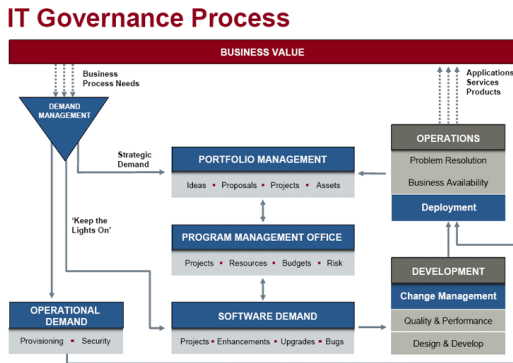 IT Governance Process
BUSINESS VALUE
Business
Process Needs
Applications
Services
Products
DEMAND
MANAGEMENT
Strategic
Demand
PORTFOLIO MANAGEMENT
Ideas ▪ Proposals ▪ Projects ▪ Assets
OPERATIONS
Problem Resolution
Business Availability
Deployment
'Keep the
Lights On'
PROGRAM MANAGEMENT OFFICE
Projects ▪ Resources ▪ Budgets ▪ Risk
DEVELOPMENT
Change Management
Quality & Performance
Design & Develop
OPERATIONAL
DEMAND
Provisioning ▪ Security
SOFTWARE DEMAND
Projects ▪ Enhancements ▪ Upgrades ▪ Bugs